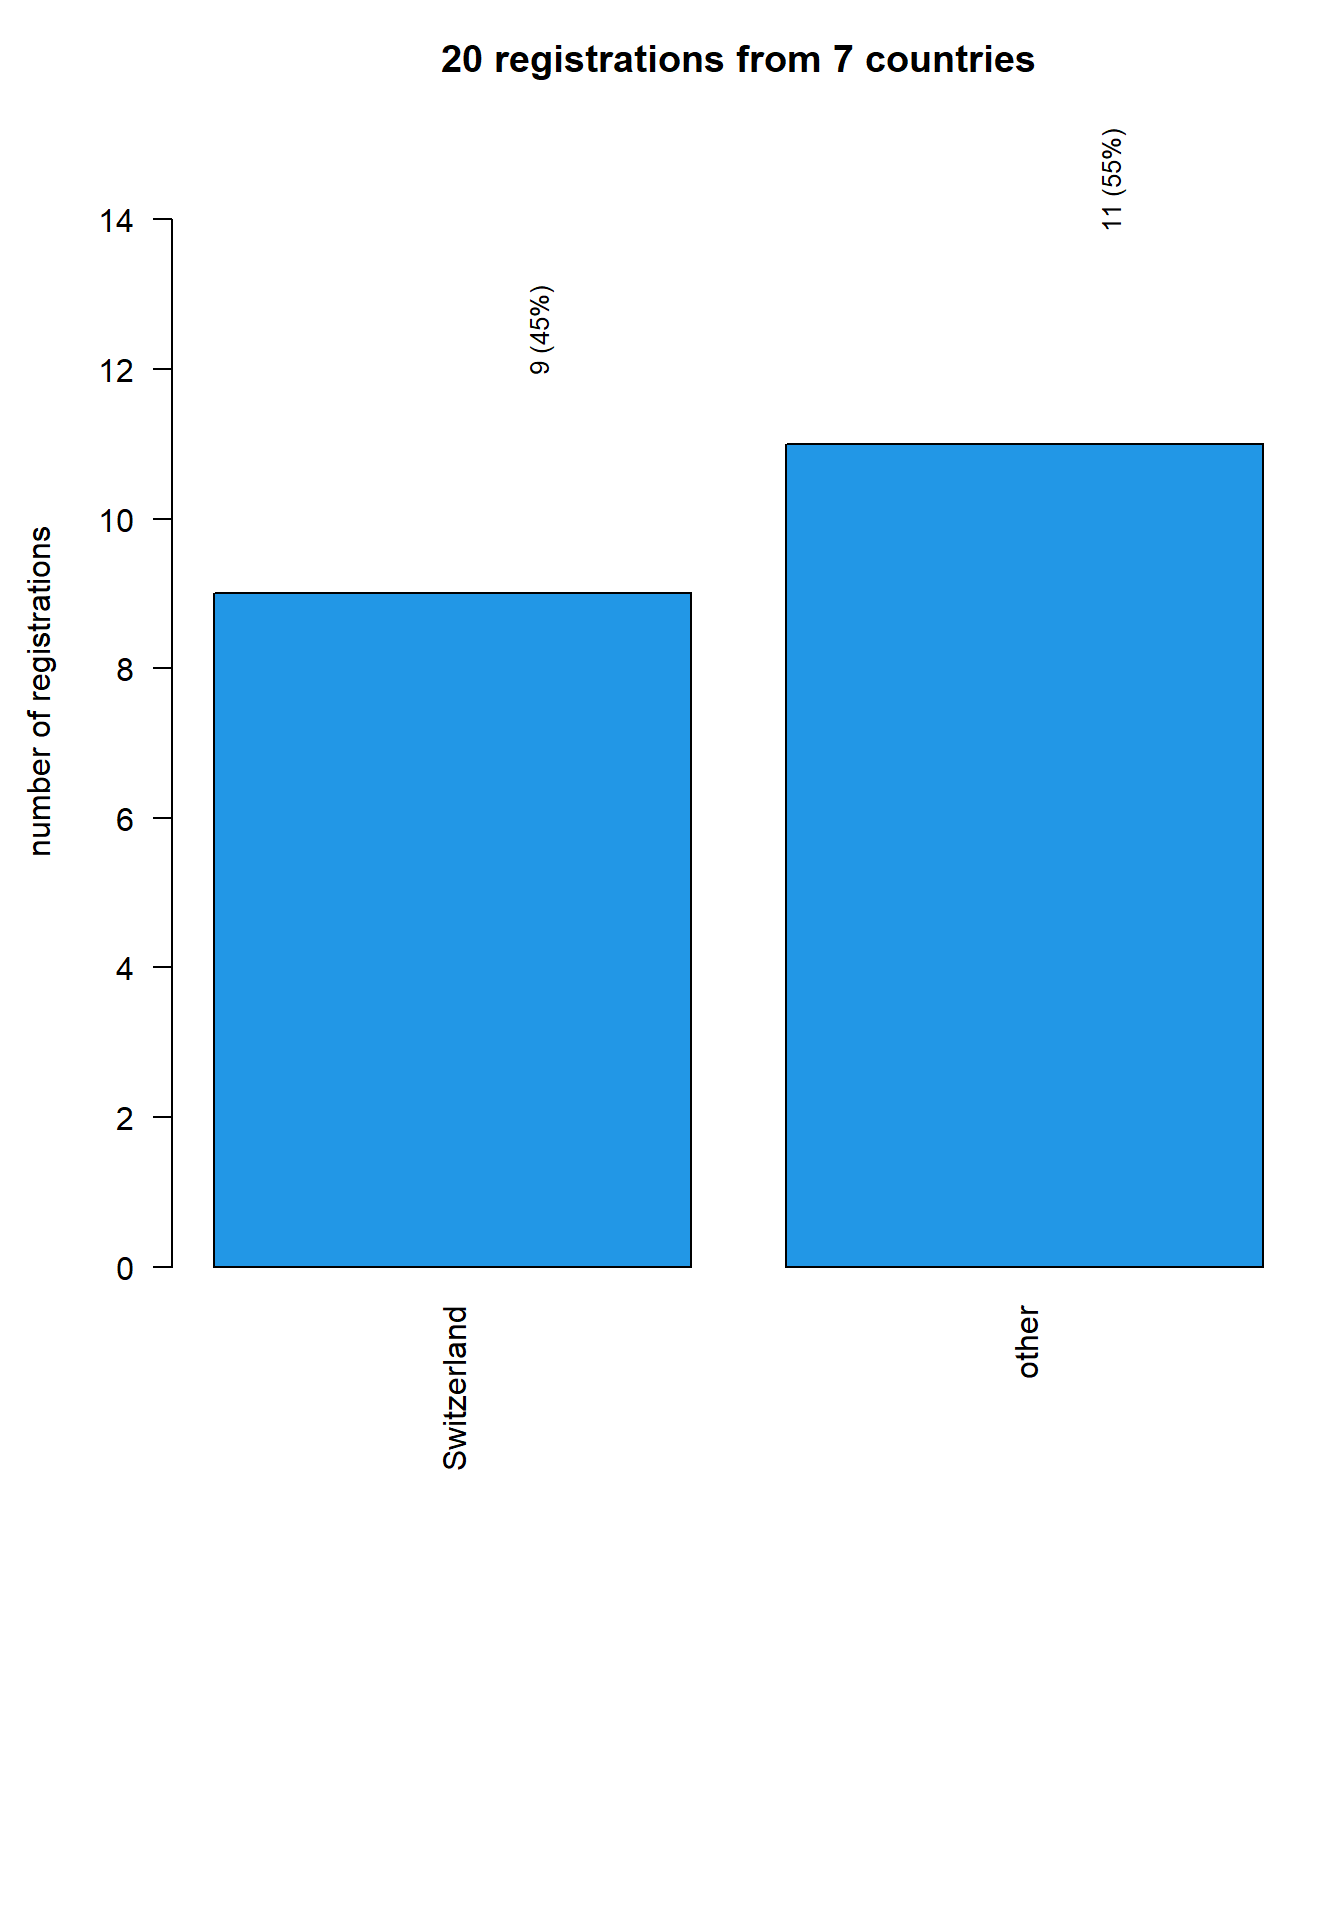 20 registrations from 7 countries
11 (55%)
9 (45%)
number of registrations
14
12
10
8
6
4
2
0
Switzerland
other